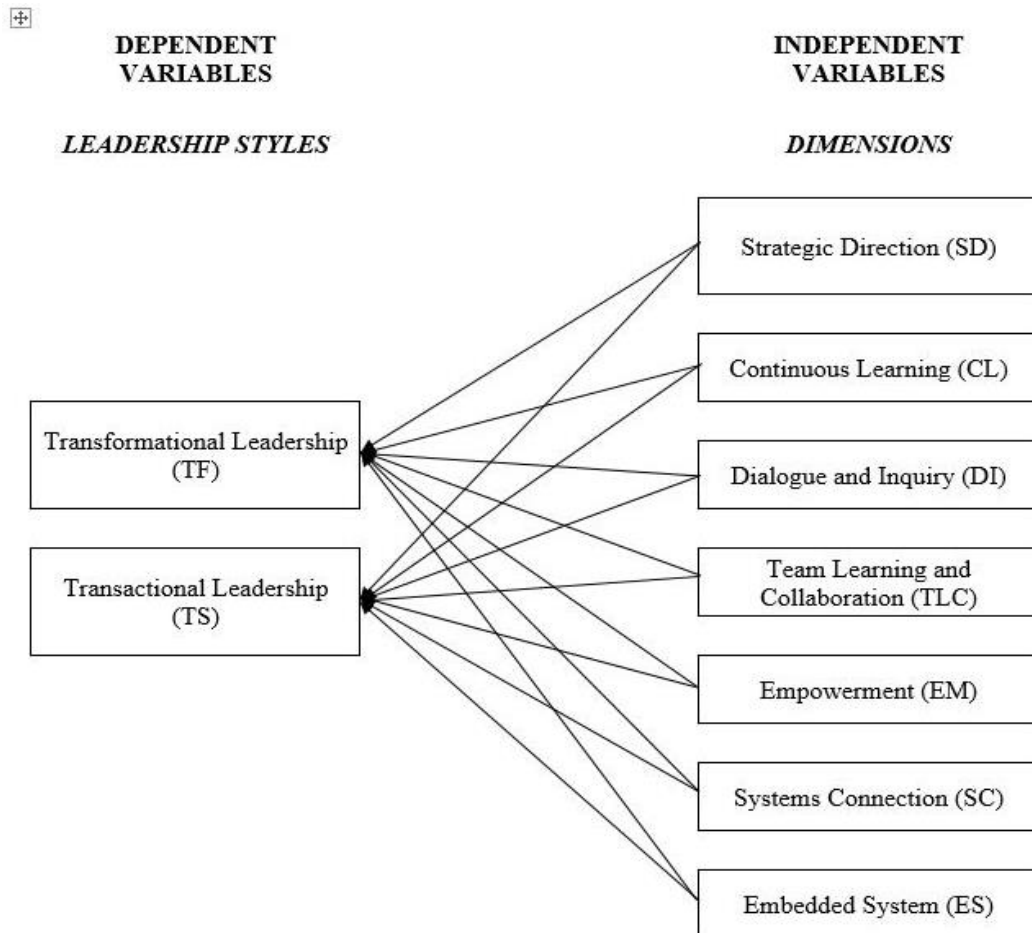 DEPENDENT
VARIABLES
LEADERSHIP STYLES
Transformational Leadership
(TF)
Transactional Leadership
(TS)
INDEPENDENT
VARIABLES
DIMENSIONS
Strategic Direction (SD)
Continuous Learning (CL)
Dialogue and Inquiry (DI)
Team Learning and
Collaboration (TLC)
Empowerment (EM)
Systems Connection (SC)
Embedded System (ES)